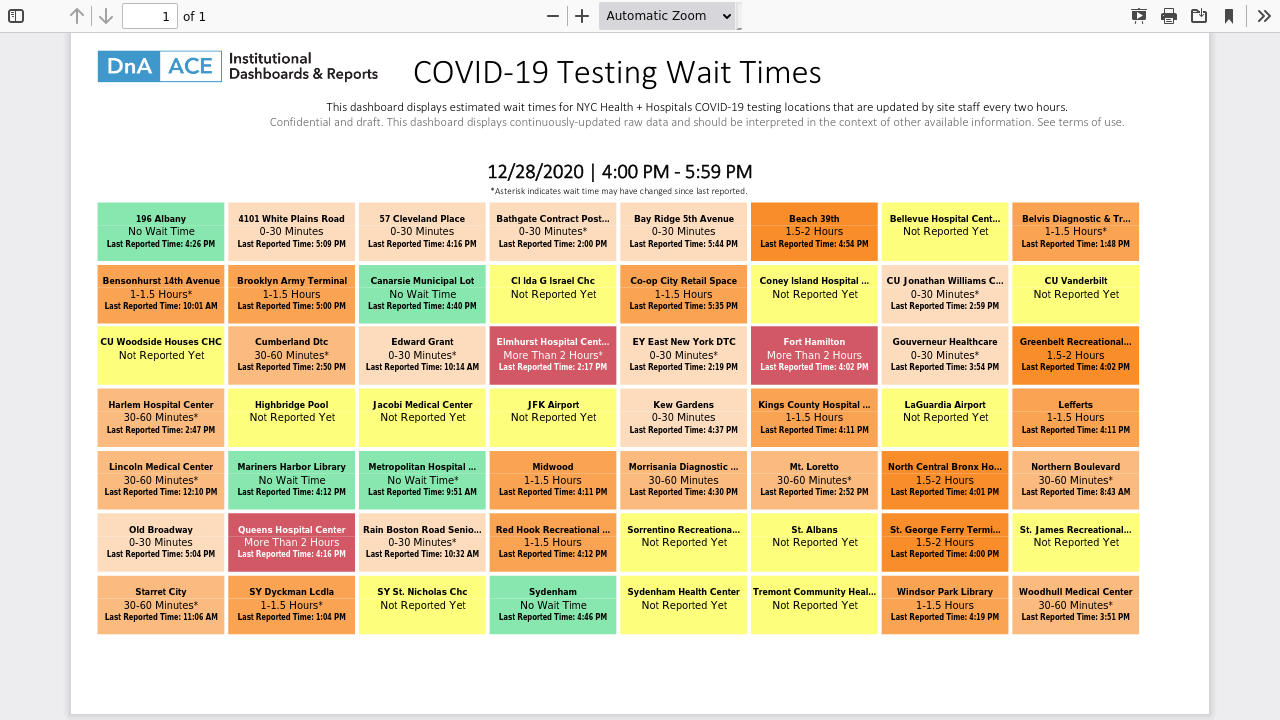 1 of 1
Automatic Zoom
DnA ACE Institutional
Dashboards & Reports
COVID-19 Testing Wait Times
This dashboard displays estimated wait times for NYC Health + Hospitals COVID-19 testing locations that are updated by site staff every two hours.
Confidential and draft. This dashboard displays continuously-updated raw data and should be interpreted in the context of other available information. See terms of use.
12/28/2020 | 4:00 PM - 5:59 PM
*Asterisk indicates wait time may have changed since last reported.
196 Albany
No Wait Time
Last Reported Time: 4:26 PM
4101 White Plains Road
0-30 Minutes
Last Reported Time: 5:09 PM
57 Cleveland Place
0-30 Minutes
Last Reported Time: 4:16 PM
Bathgate Contract Post...
0-30 Minutes*
Last Reported Time: 2:00 PM
Bay Ridge 5th Avenue
0-30 Minutes
Last Reported Time: 5:44 PM
Beach 39th
1.5-2 Hours
Last Reported Time: 4:54 PM
Bellevue Hospital Cent...
Not Reported Yet
Belvis Diagnostic & Tr...
1-1.5 Hours*
Last Reported Time: 1:48 PM
Bensonhurst 14th Avenue
1-1.5 Hours*
Last Reported Time: 10:01 AM
Brooklyn Army Terminal
1-1.5 Hours
Last Reported Time: 5:00 PM
Canarsie Municipal Lot
No Wait Time
Last Reported Time: 4:40 PM
Cl Ida G Israel Chc
Not Reported Yet
Co-op City Retail Space
1-1.5 Hours
Last Reported Time: 5:35 PM
Coney Island Hospital ...
Not Reported Yet
CU Jonathan Williams C...
0-30 Minutes*
Last Reported Time: 2:59 PM
CU Vanderbilt
Not Reported Yet
CU Woodside Houses CHC
Not Reported Yet
Cumberland Dtc
30-60 Minutes*
Last Reported Time: 2:50 PM
Edward Grant
0-30 Minutes*
Last Reported Time: 10:14 AM
Elmhurst Hospital Cent...
More Than 2 Hours*
Last Reported Time: 2:17 PM
EY East New York DTC
0-30 Minutes*
Last Reported Time: 2:19 PM
Fort Hamilton
More Than 2 Hours
Last Reported Time: 4:02 PM
Gouverneur Healthcare
0-30 Minutes*
Last Reported Time: 3:54 PM
Greenbelt Recreational...
1.5-2 Hours
Last Reported Time: 4:02 PM
Harlem Hospital Center
30-60 Minutes*
Last Reported Time: 2:47 PM
Highbridge Pool
Not Reported Yet
Jacobi Medical Center
Not Reported Yet
JFK Airport
Not Reported Yet
Kew Gardens
0-30 Minutes
Last Reported Time: 4:37 PM
Kings County Hospital ...
1-1.5 Hours
Last Reported Time: 4:11 PM
LaGuardia Airport
Not Reported Yet
Lefferts
1-1.5 Hours
Last Reported Time: 4:11 PM
Lincoln Medical Center
30-60 Minutes*
Last Reported Time: 12:10 PM
Mariners Harbor Library
No Wait Time
Last Reported Time: 4:12 PM
Metropolitan Hospital ...
No Wait Time*
Last Reported Time: 9:51 AM
Midwood
1-1.5 Hours
Last Reported Time: 4:11 PM
Morrisania Diagnostic ...
30-60 Minutes
Last Reported Time: 4:30 PM
Mt. Loretto
30-60 Minutes*
Last Reported Time: 2:52 PM
North Central Bronx Ho...
1.5-2 Hours
Last Reported Time: 4:01 PM
Northern Boulevard
30-60 Minutes*
Last Reported Time: 8:43 AM
Old Broadway
0-30 Minutes
Last Reported Time: 5:04 PM
Queens Hospital Center
More Than 2 Hours
Last Reported Time: 4:16 PM
Rain Boston Road Senio...
0-30 Minutes*
Last Reported Time: 10:32 AM
Red Hook Recreational ...
1-1.5 Hours
Last Reported Time: 4:12 PM
Sorrentino Recreationa...
Not Reported Yet
St. Albans
Not Reported Yet
St. George Ferry Termi...
1.5-2 Hours
Last Reported Time: 4:00 PM
St. James Recreational...
Not Reported Yet
Starret City
30-60 Minutes*
Last Reported Time: 11:06 AM
SY Dyckman Lcdla
1-1.5 Hours*
Last Reported Time: 1:04 PM
SY St. Nicholas Chc
Not Reported Yet
Sydenham
No Wait Time
Last Reported Time: 4:46 PM
Sydenham Health Center
Not Reported Yet
Tremont Community Heal...
Not Reported Yet
Windsor Park Library
1-1.5 Hours
Last Reported Time: 4:19 PM
Woodhull Medical Center
30-60 Minutes*
Last Reported Time: 3:51 PM